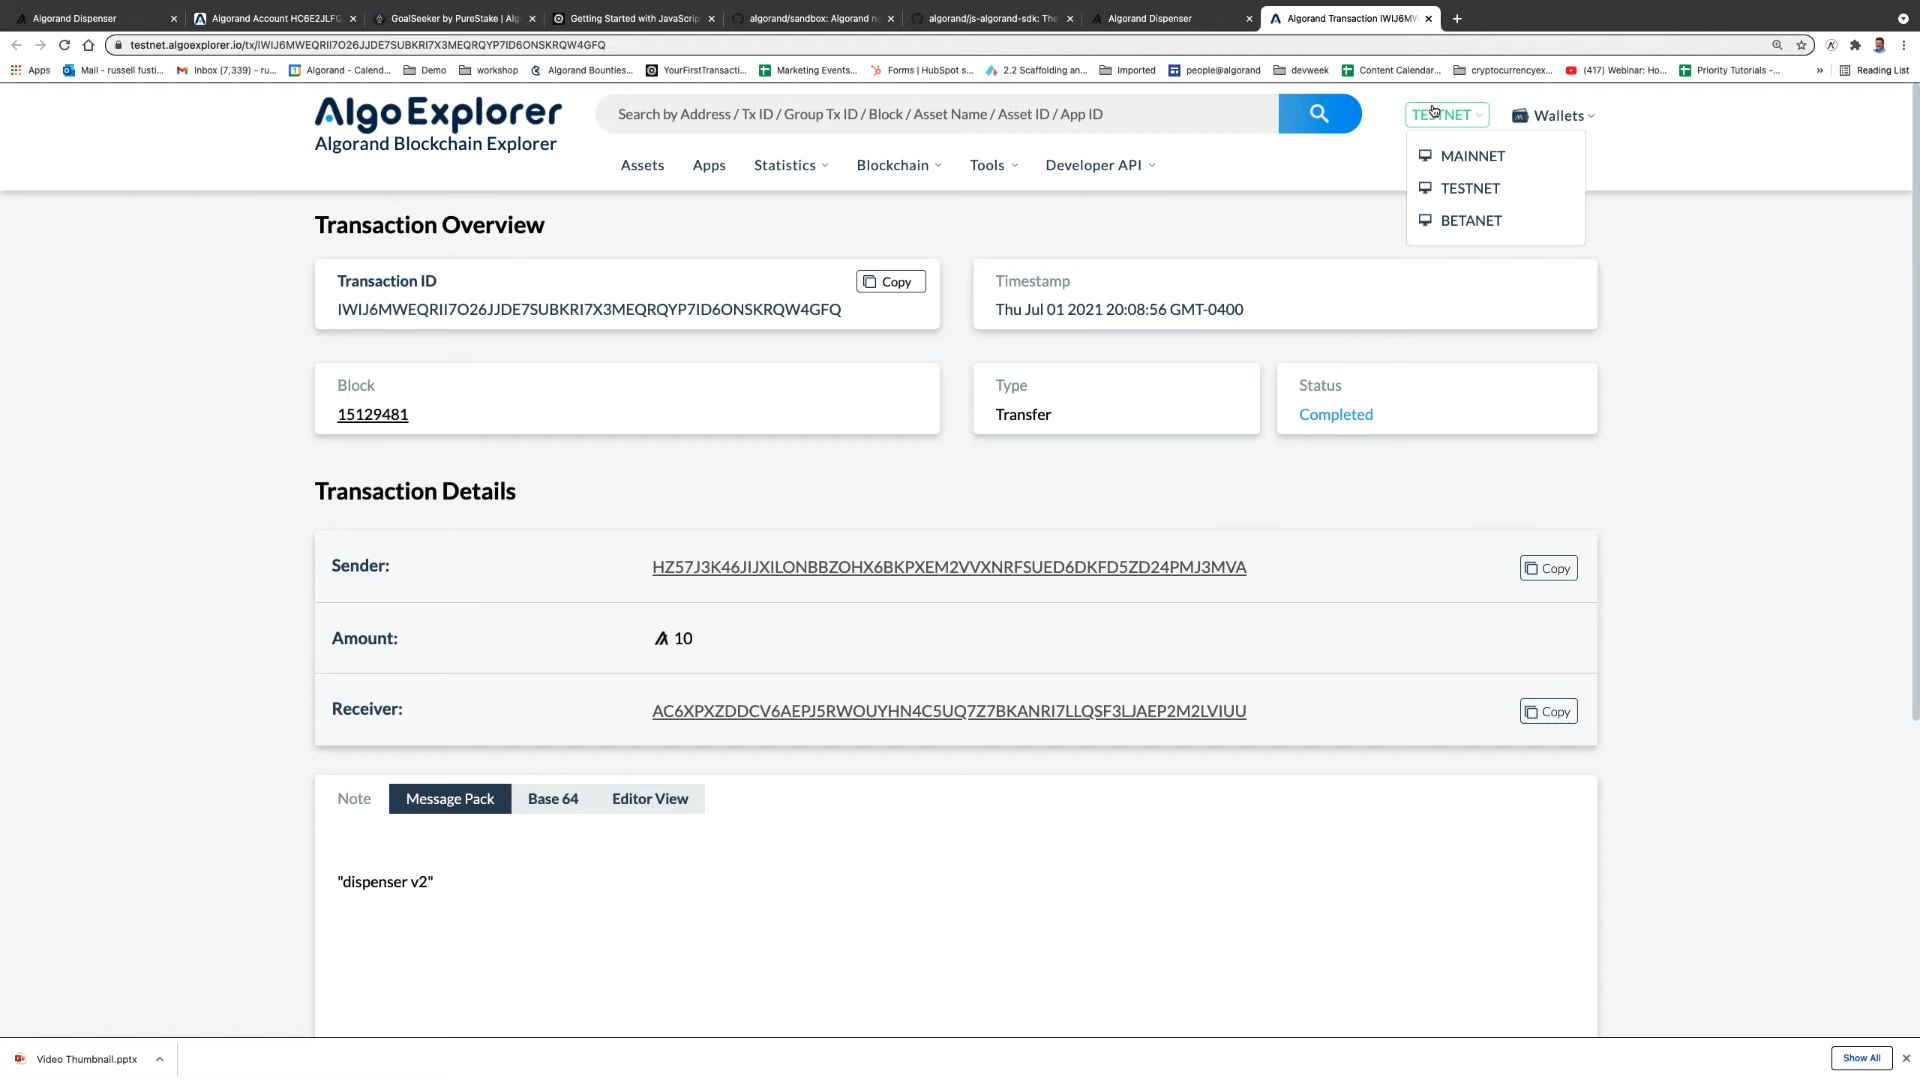 Algorand Dispenser
Algorand Account HC6E2JLFC
GoalSeeker by PureStake | Alg
Getting Started with JavaScrip
algorand/sandbox: Algorand no
algorand/js-algorand-sdk: The
Algorand Dispenser
Algorand Transaction IWIJ6MW
testnet.algoexplorer.io/tx/IWIJ6MWEQRII7O26JJDE7SUBKRI7X3MEQRQYP7ID6ONSKRQW4GFQ
Apps
Mail - russell fusti...
Inbox (7,339) - ru...
Algorand - Calend...
Demo
workshop
Algorand Bounties...
YourFirstTransacti...
Marketing Events...
Forms | HubSpot s...
2.2 Scaffolding an...
Imported
people@algorand
devweek
Content Calendar...
cryptocurrencyex...
(417) Webinar: Ho...
Priority Tutorials -...
»
Reading List
AlgoExplorer
Algorand Blockchain Explorer
Search by Address / Tx ID / Group Tx ID / Block / Asset Name / Asset ID / App ID
TESTNET
Wallets
MAINNET
TESTNET
BETANET
Assets
Apps
Statistics
Blockchain
Tools
Developer API
Transaction Overview
Transaction ID
Copy
IWIJ6MWEQRII7O26JJDE7SUBKRI7X3MEQRQYP7ID6ONSKRQW4GFQ
Timestamp
Thu Jul 01 2021 20:08:56 GMT-0400
Block
15129481
Type
Transfer
Status
Completed
Transaction Details
Sender:
HZ57J3K46JIJXILONBBZOHX6BKPXEM2VVXNRFSUED6DKFD5ZD24PMJ3MVA
Copy
Amount:
10
Receiver:
AC6XPXZDDCV6AEPJ5RWOUYHN4C5UQ7Z7BKANRI7LLQSF3LJAEP2M2LVIUU
Copy
Note
Message Pack
Base 64
Editor View
"dispenser v2"
Video Thumbnail.pptx
Show All